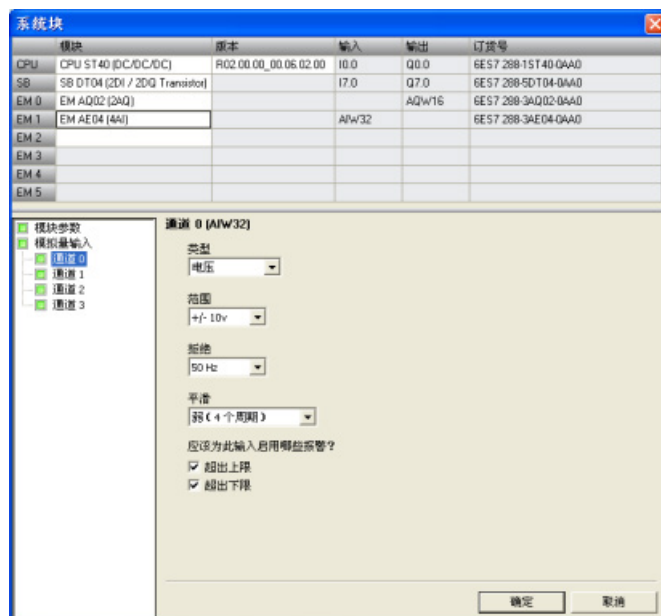 系统块
模块 版本 输入 输出 订货号
CPU CPU ST40 (DC/DC/DC) R02.00.00_00.06.02.00 I0.0 Q0.0 6ES7 288-1ST40-0AA0
SB SB DT04 (2DI / 2DQ Transistor) I7.0 Q7.0 6ES7 288-5DT04-0AA0
EM 0 EM AQ02 (2AQ) AQW16 6ES7 288-3AQ02-0AA0
EM 1 EM AE04 (4AI) AIW32 6ES7 288-3AE04-0AA0
EM 2
EM 3
EM 4
EM 5
模块参数
模拟量输入
通道 0
通道 1
通道 2
通道 3
通道 0 (AIW32)
类型
电压
范围
+/- 10v
拒绝
50 Hz
平滑
弱(4 个周期)
应该为此输入启用哪些报警?
超出上限
超出下限
确定 取消